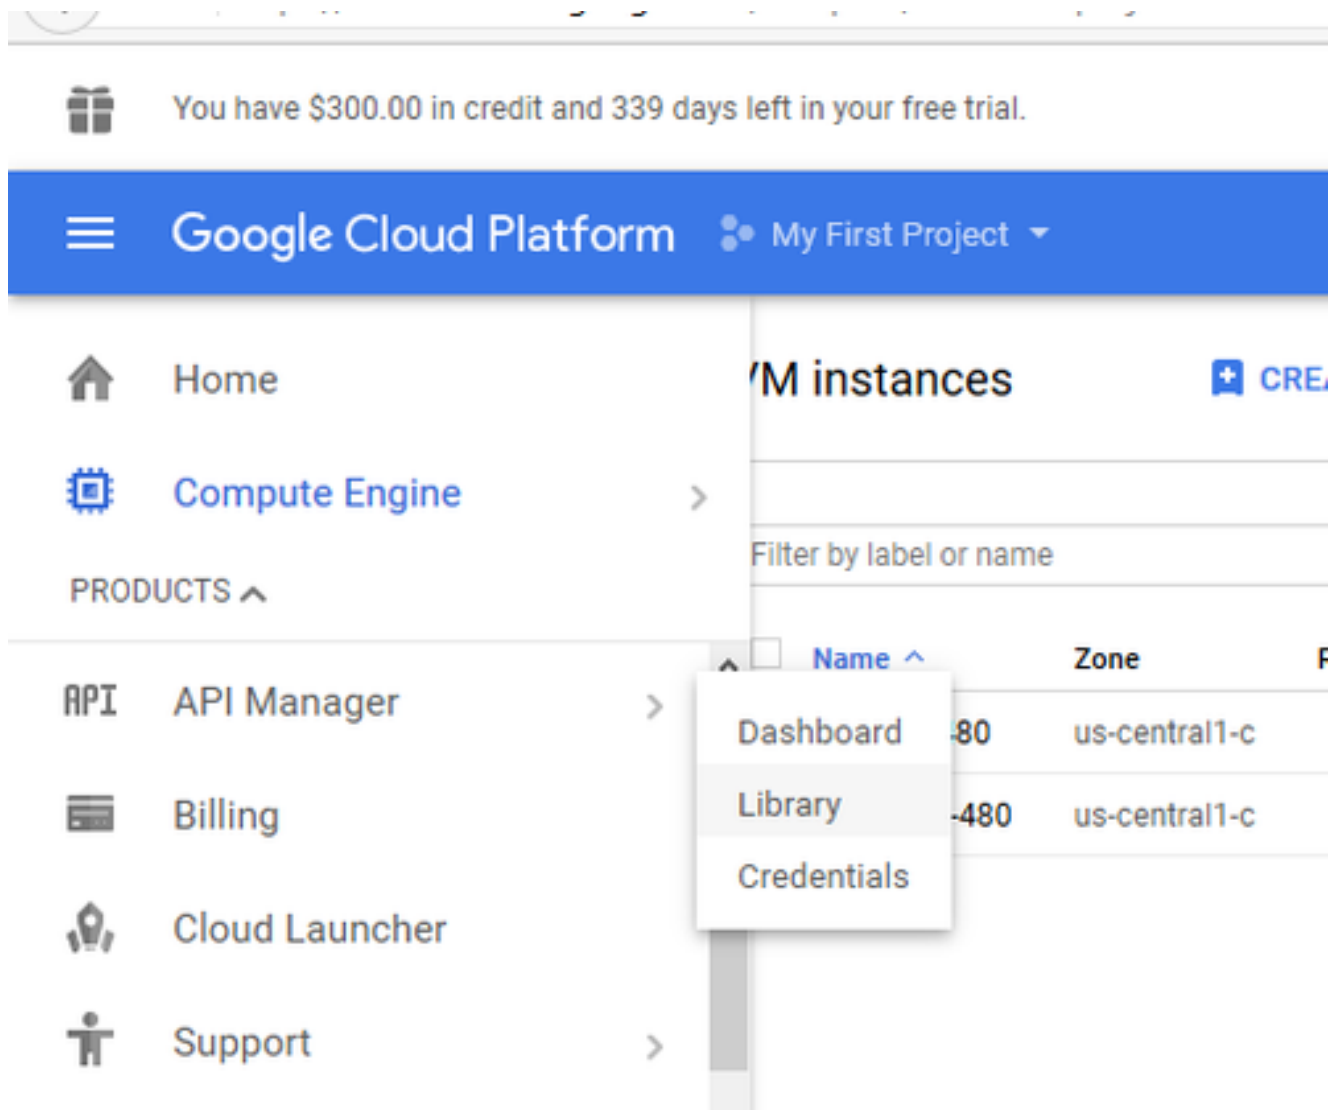 You have $300.00 in credit and 339 days left in your free trial.
Google Cloud Platform My First Project
Home
Compute Engine
PRODUCTS
API API Manager
Billing
Cloud Launcher
Support
Dashboard
Library
Credentials
instances
Filter by label or name
Name Zone
80 us-central1-c
-480 us-central1-c